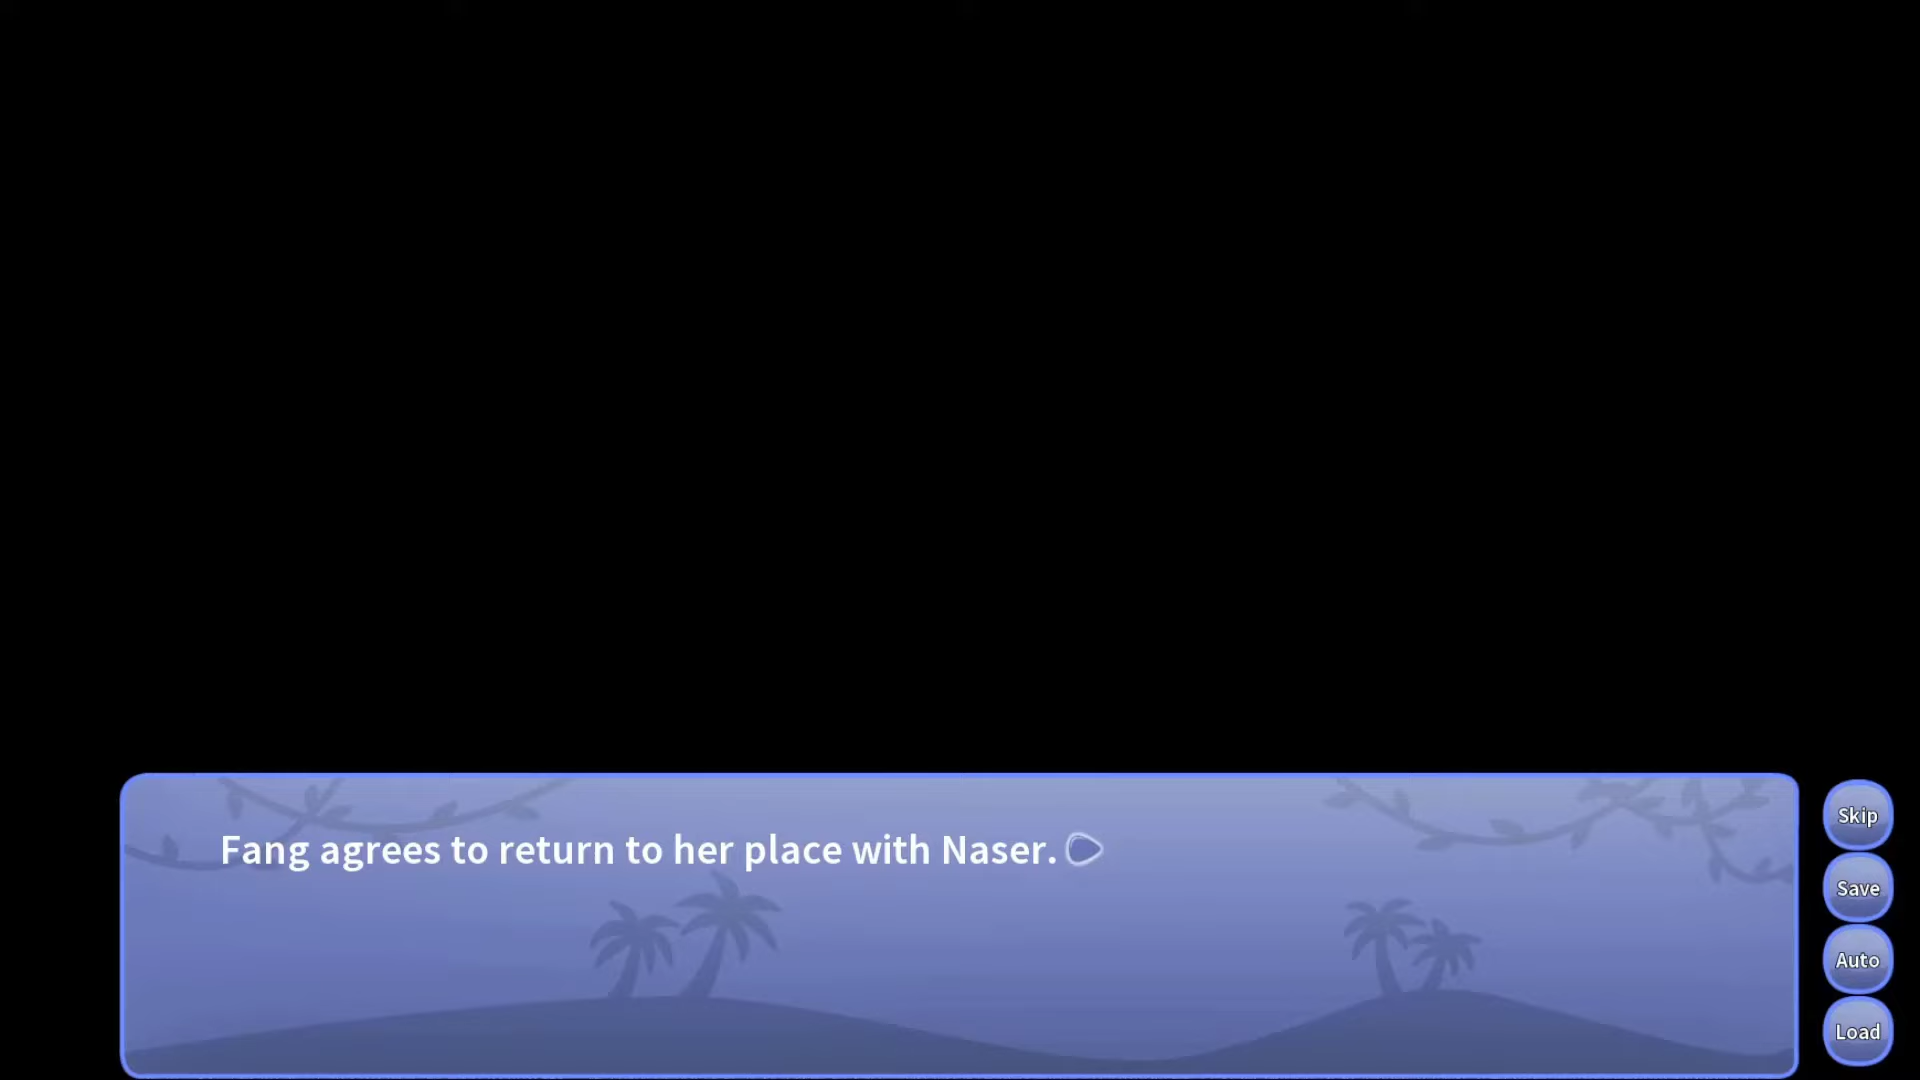 Fang agrees to return to her place with Naser.
Skip
Save
Auto
Load